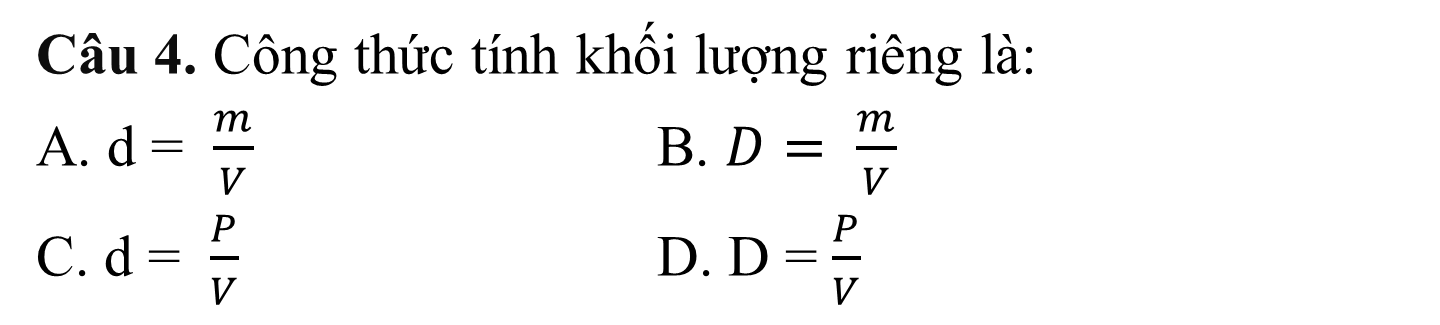 Câu 4. Công thức tính khối lượng riêng là:
A. d = m/V B. D = m/V
C. d = P/V D. D = P/V